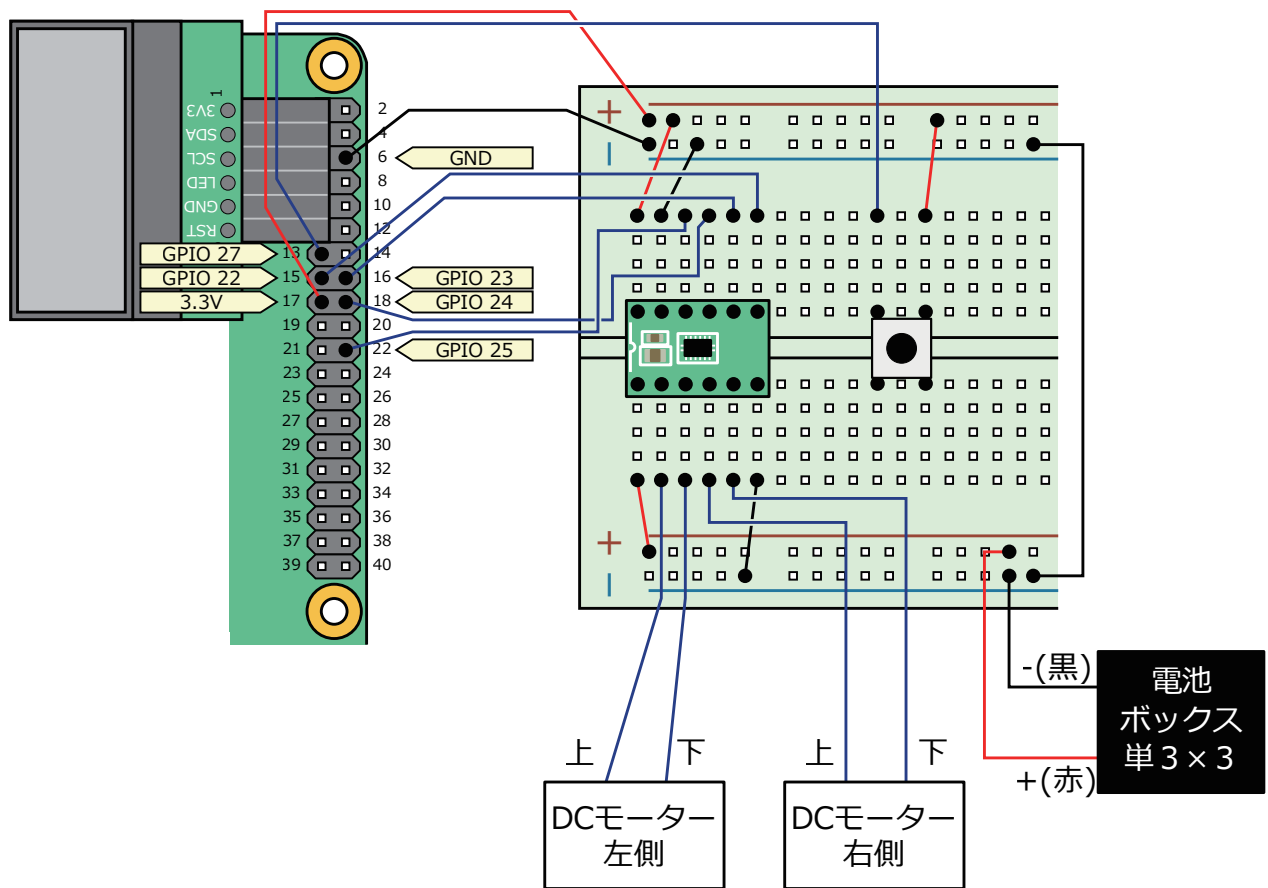 1
3V3
SDA
SCL
LED
GND
RST
2
4
6
GND
8
10
12
GPIO 27
13
14
GPIO 22
15
16
GPIO 23
3.3V
17
18
GPIO 24
19
20
21
22
GPIO 25
23
24
25
26
27
28
29
30
31
32
33
34
35
36
37
38
39
40
+
-
+
-
-(黒)
+(赤)
電池
ボックス
単3×3
上
下
DCモーター
左側
上
下
DCモーター
右側